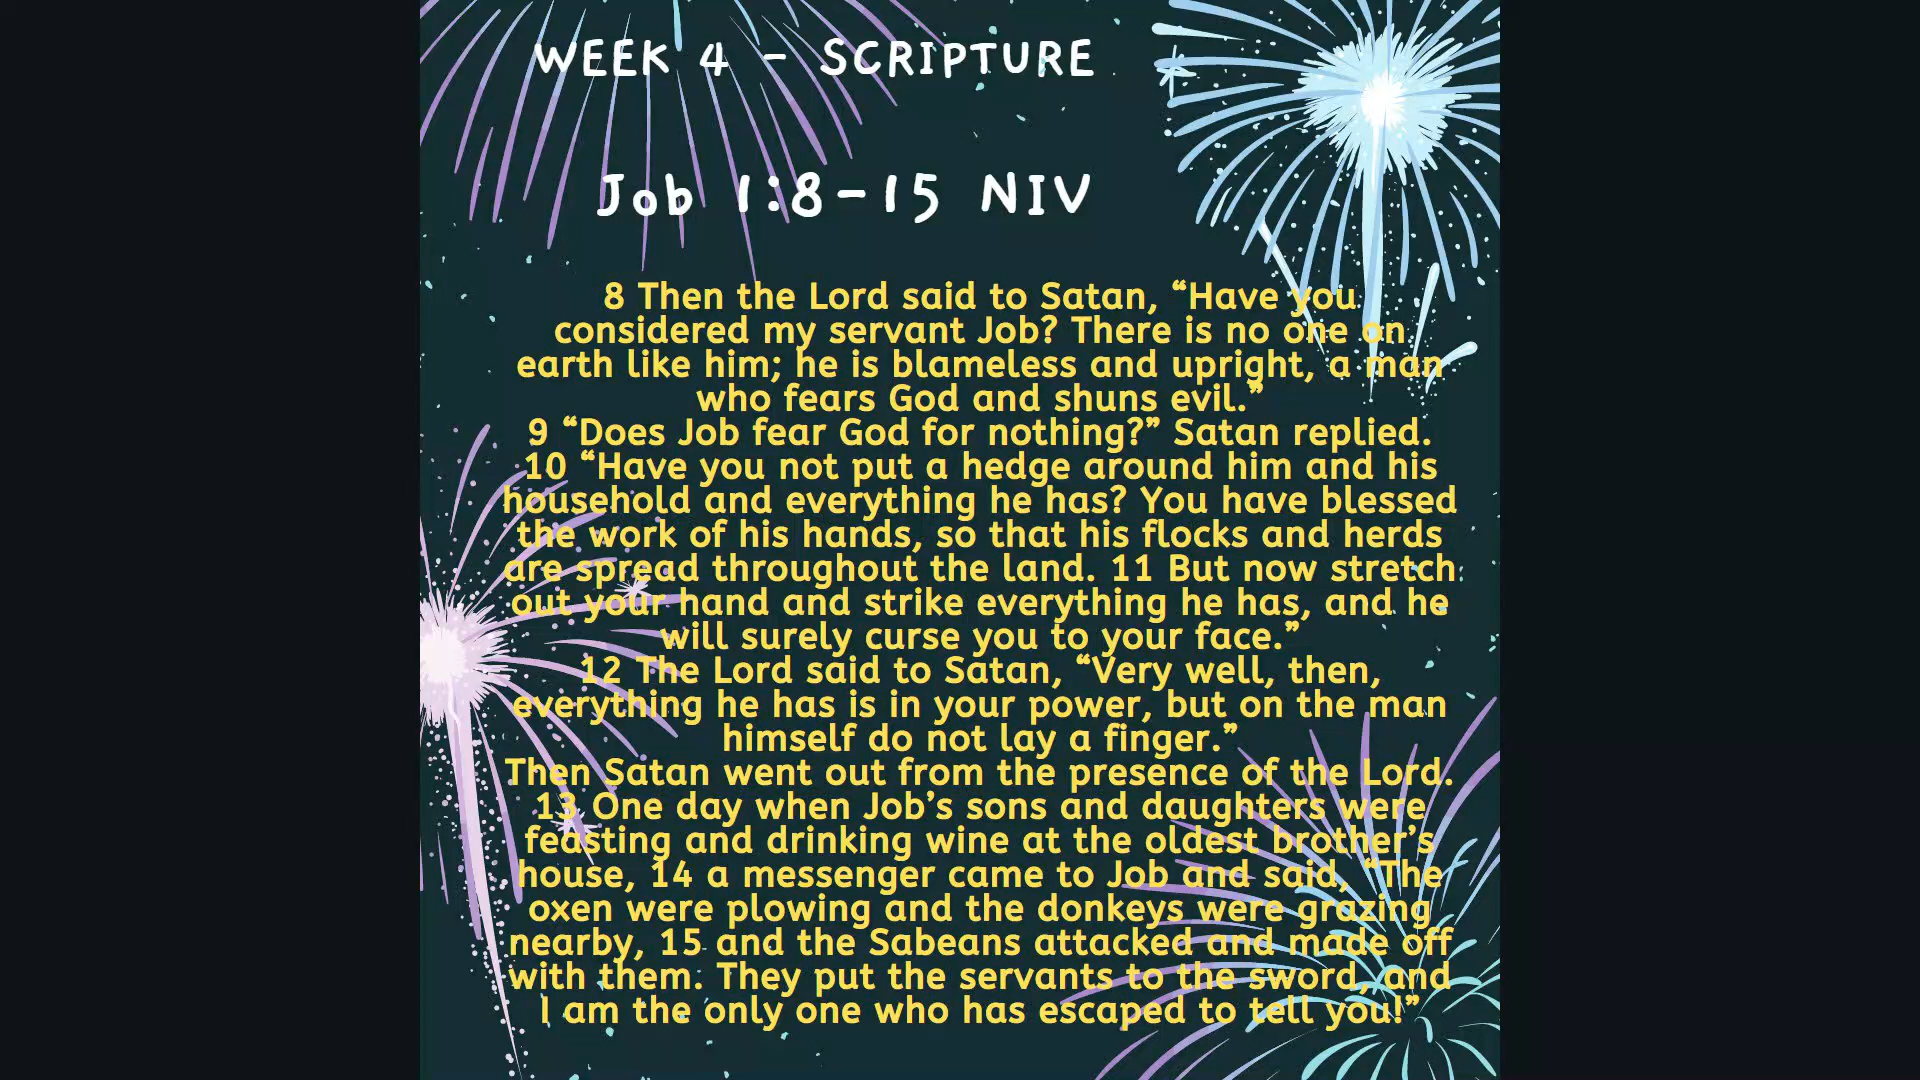 WEEK 4 - SCRIPTURE
Job 1:8-15 NIV
8 Then the Lord said to Satan, “Have you
considered my servant Job? There is no one on
earth like him; he is blameless and upright, a man
who fears God and shuns evil.”
9 “Does Job fear God for nothing?” Satan replied.
10 “Have you not put a hedge around him and his
household and everything he has? You have blessed
the work of his hands, so that his flocks and herds
are spread throughout the land. 11 But now stretch
out your hand and strike everything he has, and he
will surely curse you to your face.”
12 The Lord said to Satan, “Very well, then,
everything he has is in your power, but on the man
himself do not lay a finger.”
Then Satan went out from the presence of the Lord.
13 One day when Job’s sons and daughters were
feasting and drinking wine at the oldest brother’s
house, 14 a messenger came to Job and said, “The
oxen were plowing and the donkeys were grazing
nearby, 15 and the Sabeans attacked and made off
with them. They put the servants to the sword, and
I am the only one who has escaped to tell you!”